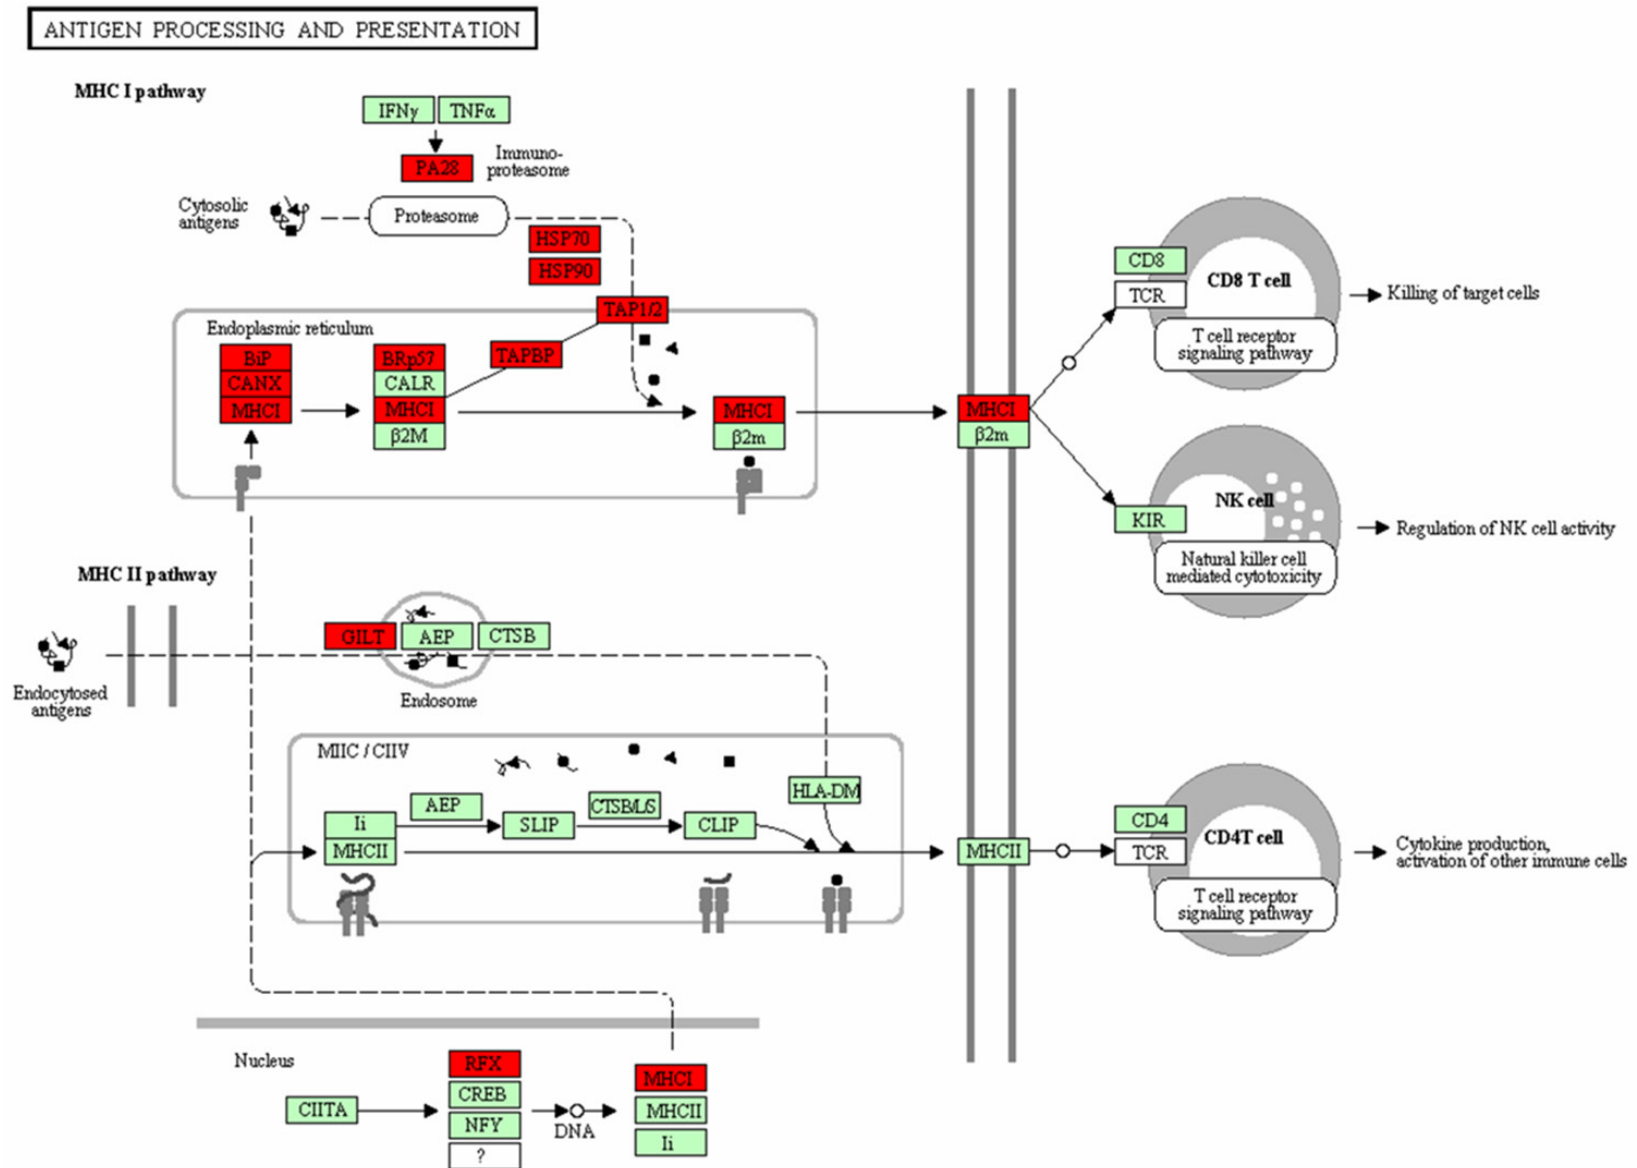 ANTIGEN PROCESSING AND PRESENTATION
MHC I pathway
IFNγ
TNFα
PA28
Immuno-
proteasome
Cytosolic
antigens
Proteasome
HSP70
HSP90
TAP1/2
Endoplasmic reticulum
BiP
CANX
MHCI
BRp57
CALR
MHCI
β2M
TAPBP
MHCI
β2m
MHCI
β2m
CD8
TCR
CD8 T cell
T cell receptor
signaling pathway
Killing of target cells
KIR
NK cell
Natural killer cell
mediated cytotoxicity
Regulation of NK cell activity
MHC II pathway
Endocytosed
antigens
GILT
AEP
CTSB
Endosome
MIIC / CIIV
Ii
MHCII
AEP
SLIP
CTSB/L/S
CLIP
HLA-DM
MHCII
CD4
TCR
CD4T cell
T cell receptor
signaling pathway
Cytokine production,
activation of other immune cells
Nucleus
CIITA
RFX
CREB
NFY
?
DNA
MHCI
MHCII
Ii